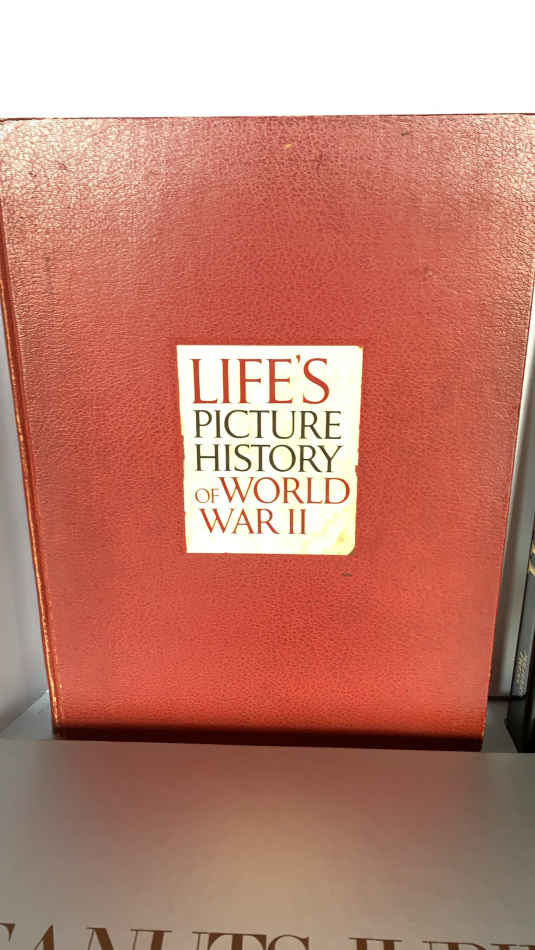 LIFE'S
PICTURE
HISTORY
OF WORLD
WAR II